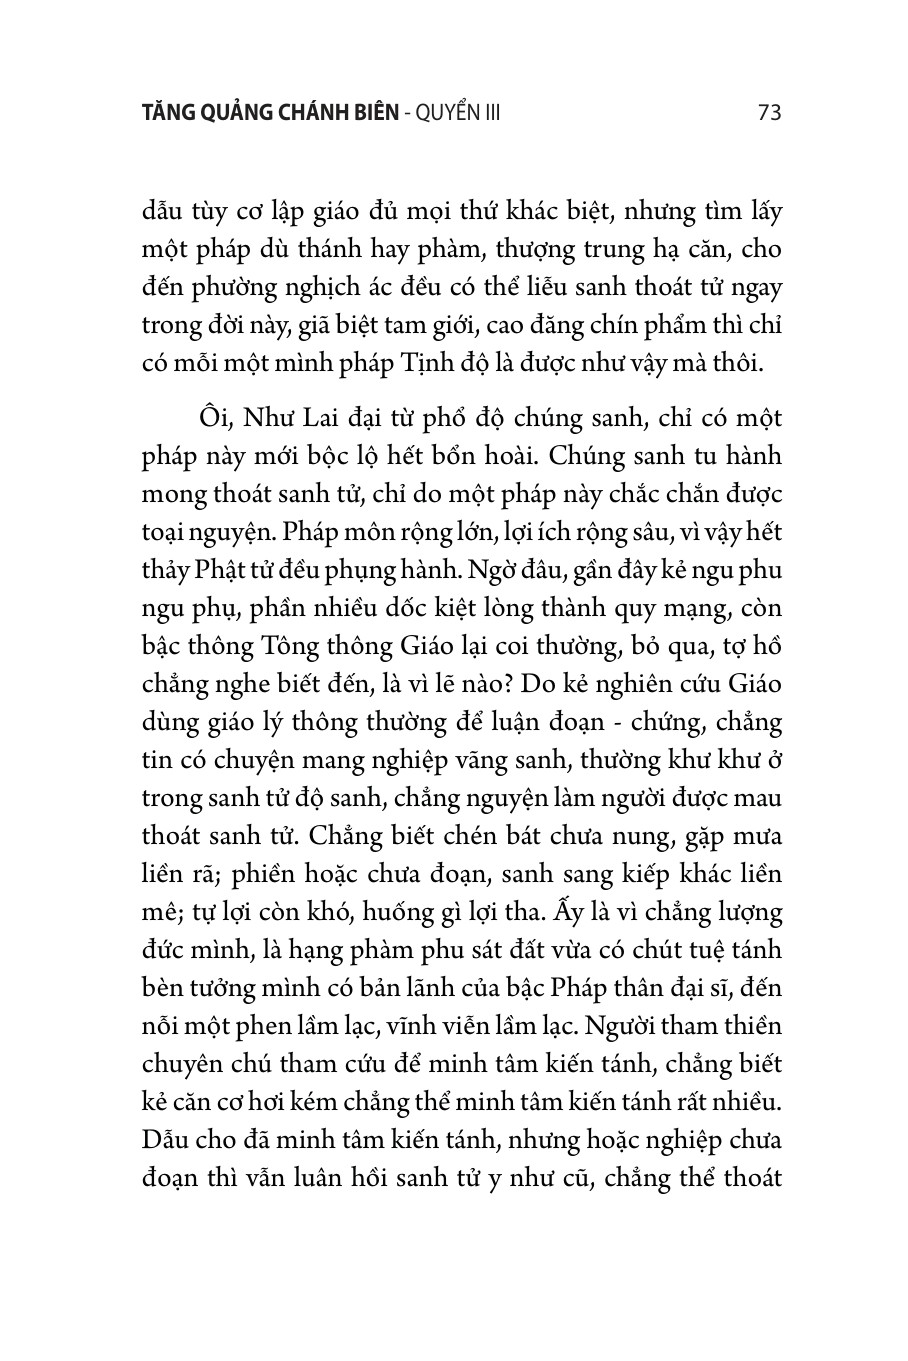 TĂNG QUẢNG CHÁNH BIÊN - QUYỂN III 73
dẫu tùy cơ lập giáo đủ mọi thứ khác biệt, nhưng tìm lấy
một pháp dù thánh hay phàm, thượng trung hạ căn, cho
đến phường nghịch ác đều có thể liễu sanh thoát tử ngay
trong đời này, giã biệt tam giới, cao đăng chín phẩm thì chỉ
có mỗi một mình pháp Tịnh độ là được như vậy mà thôi.
Ôi, Như Lai đại từ phổ độ chúng sanh, chỉ có một
pháp này mới bộc lộ hết bổn hoài. Chúng sanh tu hành
mong thoát sanh tử, chỉ do một pháp này chắc chắn được
toại nguyện. Pháp môn rộng lớn, lợi ích rộng sâu, vì vậy hết
thảy Phật tử đều phụng hành. Ngờ đâu, gần đây kẻ ngu phu
ngu phụ, phần nhiều dốc kiệt lòng thành quy mạng, còn
bậc thông Tông thông Giáo lại coi thường, bỏ qua, tợ hồ
chẳng nghe biết đến, là vì lẽ nào? Do kẻ nghiên cứu Giáo
dùng giáo lý thông thường để luận đoạn - chứng, chẳng
tin có chuyện mang nghiệp vãng sanh, thường khư khư ở
trong sanh tử độ sanh, chẳng nguyện làm người được mau
thoát sanh tử. Chẳng biết chén bát chưa nung, gặp mưa
liền rã; phiền hoặc chưa đoạn, sanh sang kiếp khác liền
mê; tự lợi còn khó, huống gì lợi tha. Ấy là vì chẳng lượng
đức mình, là hạng phàm phu sát đất vừa có chút tuệ tánh
bèn tưởng mình có bản lãnh của bậc Pháp thân đại sĩ, đến
nỗi một phen lầm lạc, vĩnh viễn lầm lạc. Người tham thiền
chuyên chú tham cứu để minh tâm kiến tánh, chẳng biết
kẻ căn cơ hơi kém chẳng thể minh tâm kiến tánh rất nhiều.
Dẫu cho đã minh tâm kiến tánh, nhưng hoặc nghiệp chưa
đoạn thì vẫn luân hồi sanh tử y như cũ, chẳng thể thoát